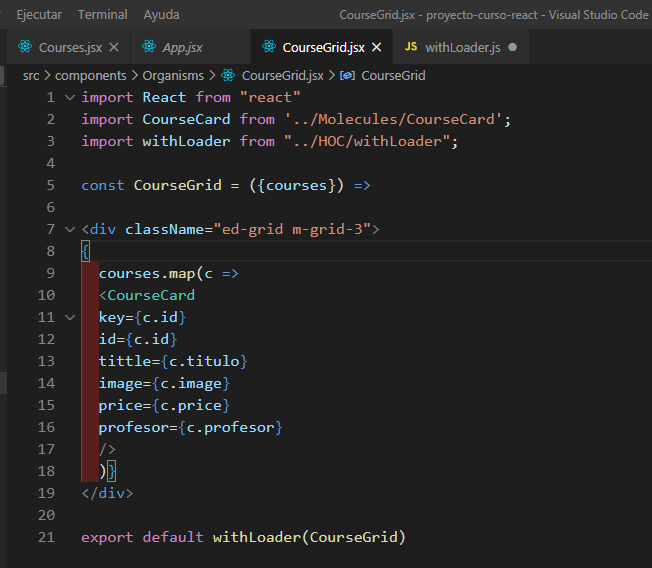 Ejecutar Terminal Ayuda CourseGrid.jsx - proyecto-curso-react - Visual Studio Code
Courses.jsx App.jsx CourseGrid.jsx JS withLoader.js
src > components > Organisms > CourseGrid.jsx > CourseGrid
1 import React from "react"
2 import CourseCard from '../Molecules/CourseCard';
3 import withLoader from "../HOC/withLoader";
4
5 const CourseGrid = ({courses}) =>
6
7 <div className="ed-grid m-grid-3">
8 {
9 courses.map(c =>
10 <CourseCard
11 key={c.id}
12 id={c.id}
13 tittle={c.titulo}
14 image={c.image}
15 price={c.price}
16 profesor={c.profesor}
17 />
18 )}
19 </div>
20
21 export default withLoader(CourseGrid)